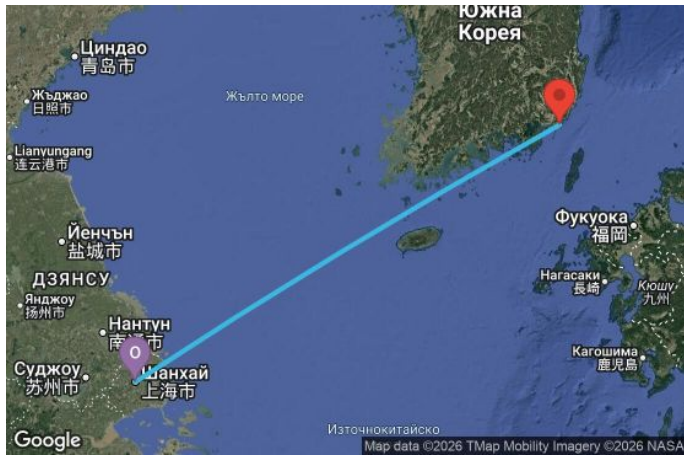 Южна
Корея
Циндао
青岛市
Жълто море
Жъджао
日照市
Lianyungang
连云港市
Фукуока
福岡
Йенчън
盐城市
Нагасаки
長崎
Кюшу
九州
ДЗЯНСУ
Янджоу
扬州市
Нантун
南通市
O
Шанхай
上海市
Суджоу
苏州市
Кагошима
鹿児島
Източнокитайско
Google
Map data ©2026 TMap Mobility Imagery ©2026 NASA